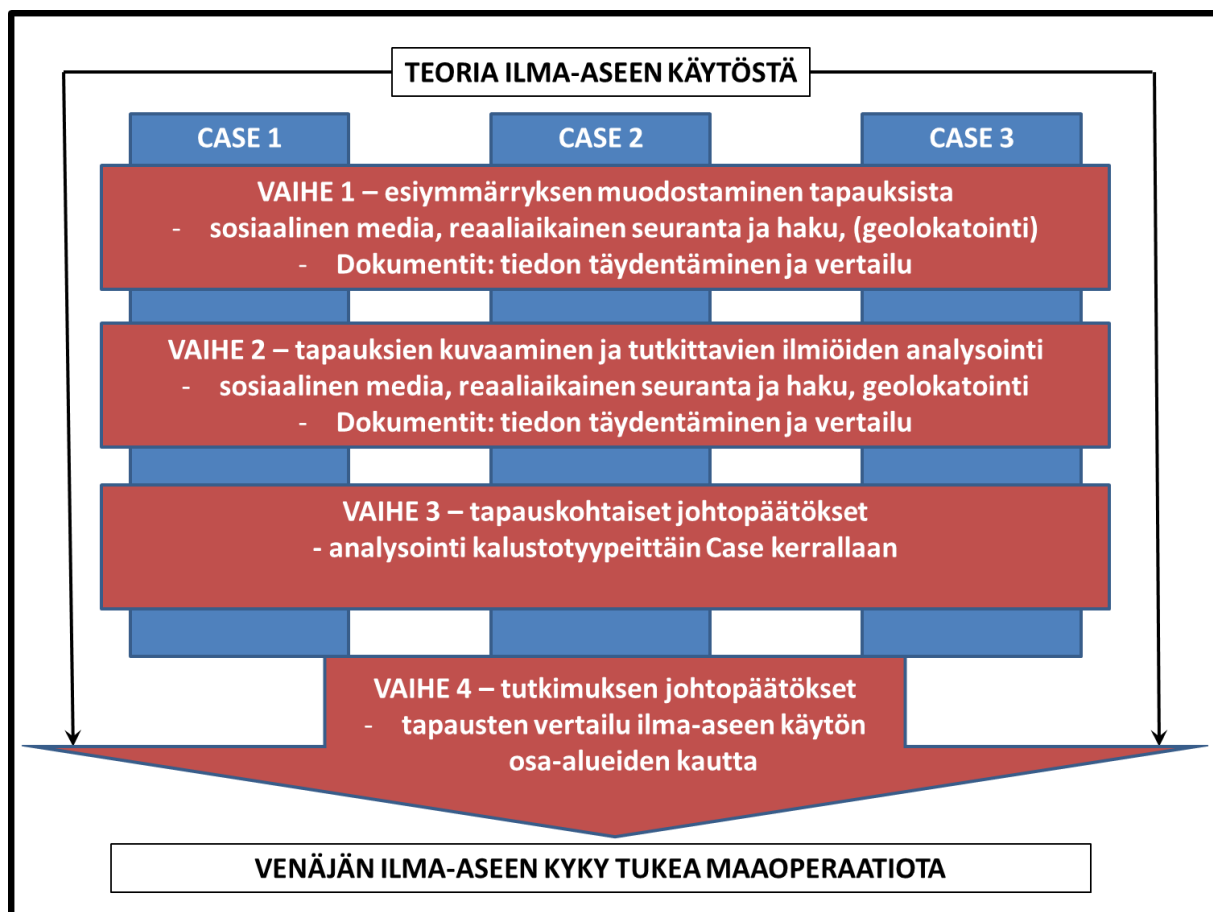 TEORIA ILMA-ASEEN KÄYTÖSTÄ
CASE 1 CASE 2 CASE 3
VAIHE 1 – esiymmärryksen muodostaminen tapauksista
- sosiaalinen media, reaaliaikainen seuranta ja haku, (geolokatointi)
- Dokumentit: tiedon täydentäminen ja vertailu
VAIHE 2 – tapauksien kuvaaminen ja tutkittavien ilmiöiden analysointi
- sosiaalinen media, reaaliaikainen seuranta ja haku, geolokatointi
- Dokumentit: tiedon täydentäminen ja vertailu
VAIHE 3 – tapauskohtaiset johtopäätökset
- analysointi kalustotyypeittäin Case kerrallaan
VAIHE 4 – tutkimuksen johtopäätökset
- tapausten vertailu ilma-aseen käytön
osa-alueiden kautta
VENÄJÄN ILMA-ASEEN KYKY TUKEA MAAOPERAATIOTA